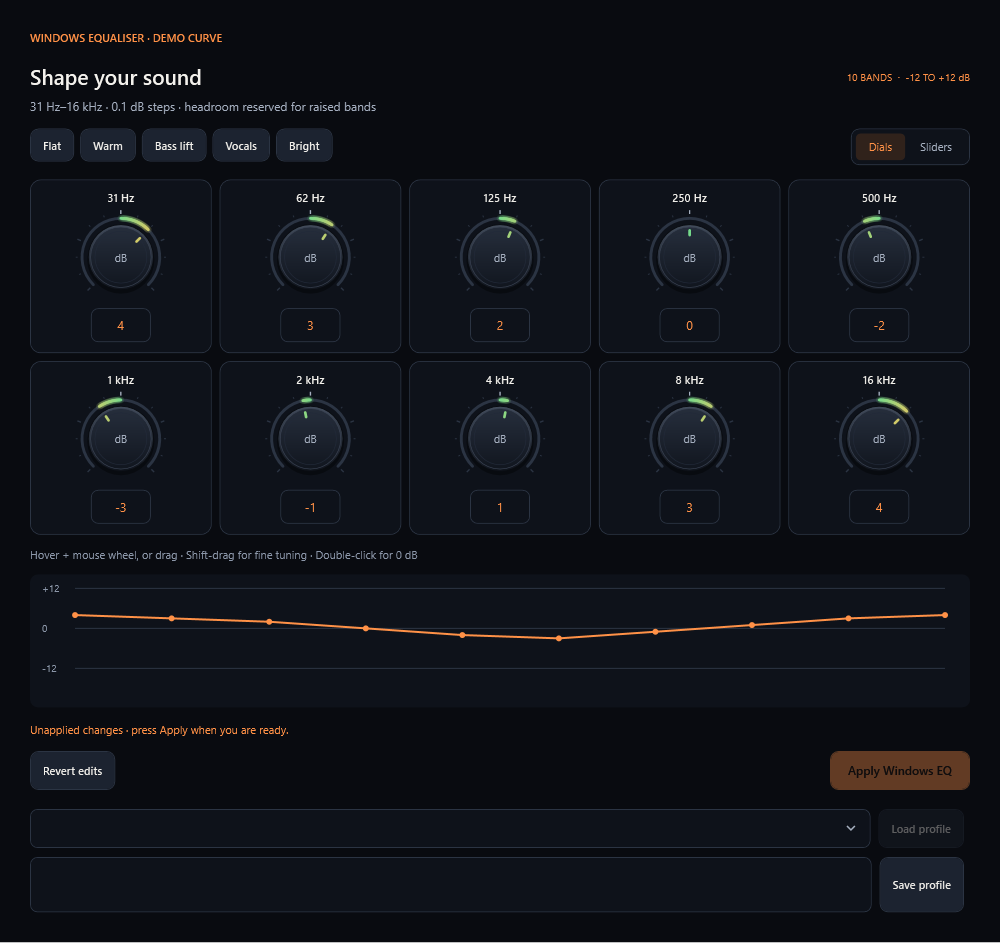 WINDOWS EQUALISER · DEMO CURVE
Shape your sound
10 BANDS · -12 TO +12 dB
31 Hz–16 kHz · 0.1 dB steps · headroom reserved for raised bands
Flat Warm Bass lift Vocals Bright Dials Sliders
31 Hz 62 Hz 125 Hz 250 Hz 500 Hz
dB dB dB dB dB
4 3 2 0 -2
1 kHz 2 kHz 4 kHz 8 kHz 16 kHz
dB dB dB dB dB
-3 -1 1 3 4
Hover + mouse wheel, or drag · Shift-drag for fine tuning · Double-click for 0 dB
+12
0
-12
Unapplied changes · press Apply when you are ready.
Revert edits Apply Windows EQ
Load profile
Save profile